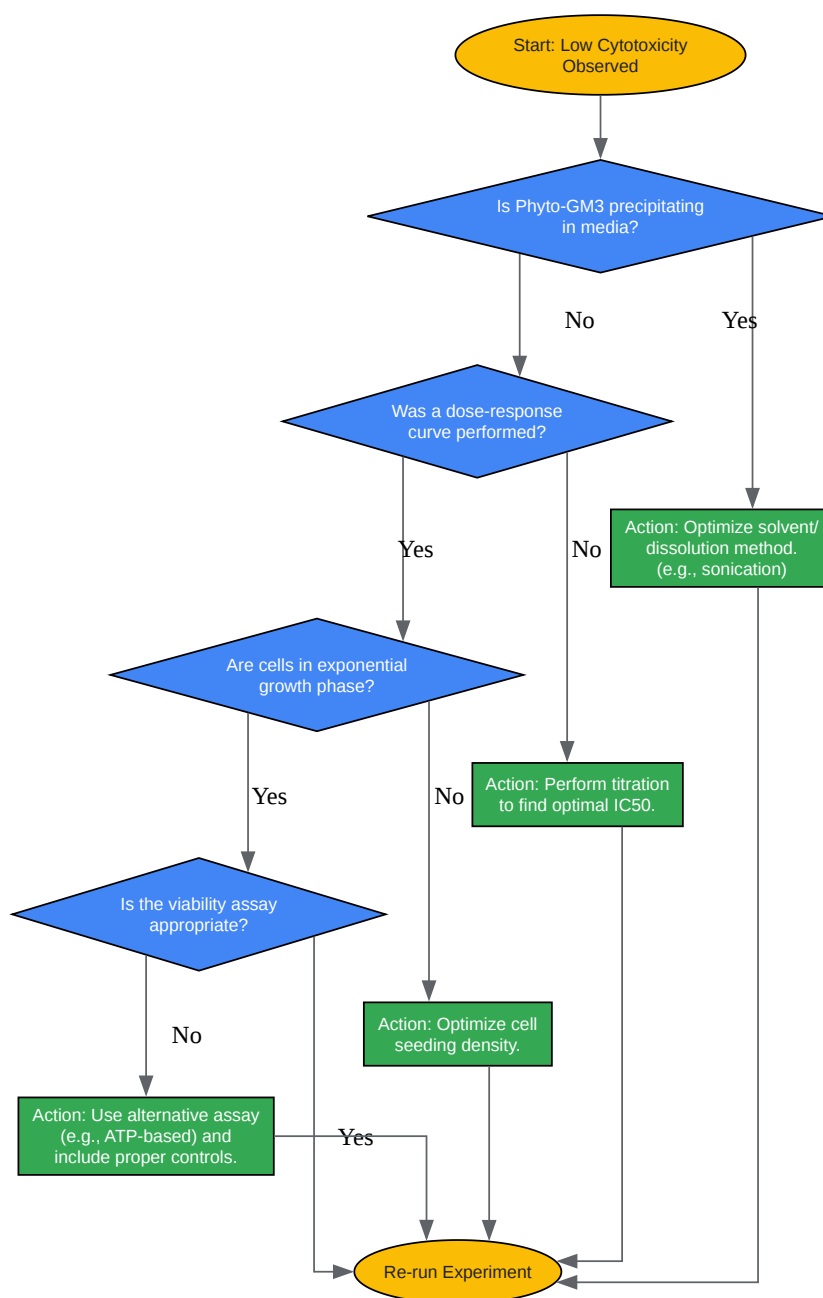 Start: Low Cytotoxicity
Observed
Is Phyto-GM3 precipitating
in media?
No
Yes
Was a dose-response
curve performed?
Action: Optimize solvent/
dissolution method.
(e.g., sonication)
Yes
No
Are cells in exponential
growth phase?
Action: Perform titration
to find optimal IC50.
Yes
No
Is the viability assay
appropriate?
Action: Optimize cell
seeding density.
No
Action: Use alternative assay
(e.g., ATP-based) and
include proper controls.
Yes
Re-run Experiment